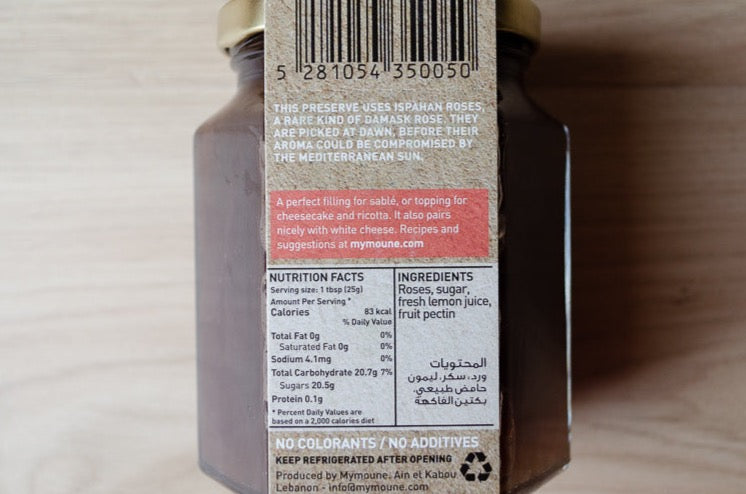 5 281054 350050
THIS PRESERVE USES ISPAHAN ROSES,
A RARE KIND OF DAMASK ROSE. THEY
ARE PICKED AT DAWN, BEFORE THEIR
AROMA COULD BE COMPROMISED BY
THE MEDITERRANEAN SUN.
A perfect filling for sablé, or topping for
cheesecake and ricotta. It also pairs
nicely with white cheese. Recipes and
suggestions at mymoune.com
NUTRITION FACTS
Serving size: 1 tbsp (25g)
Amount Per Serving *
Calories 83 kcal
% Daily Value
Total Fat 0g 0%
Saturated Fat 0g 0%
Sodium 4.1mg 0%
Total Carbohydrate 20.7g 7%
Sugars 20.5g
Protein 0.1g
* Percent Daily Values are
based on a 2,000 calories diet
INGREDIENTS
Roses, sugar,
fresh lemon juice,
fruit pectin
المحتويات
ورد، سكر، ليمون
حامض طبيعي،
بكتين الفاكهة
NO COLORANTS / NO ADDITIVES
KEEP REFRIGERATED AFTER OPENING
Produced by Mymoune. Ain el Kabou
Lebanon - info@mymoune.com